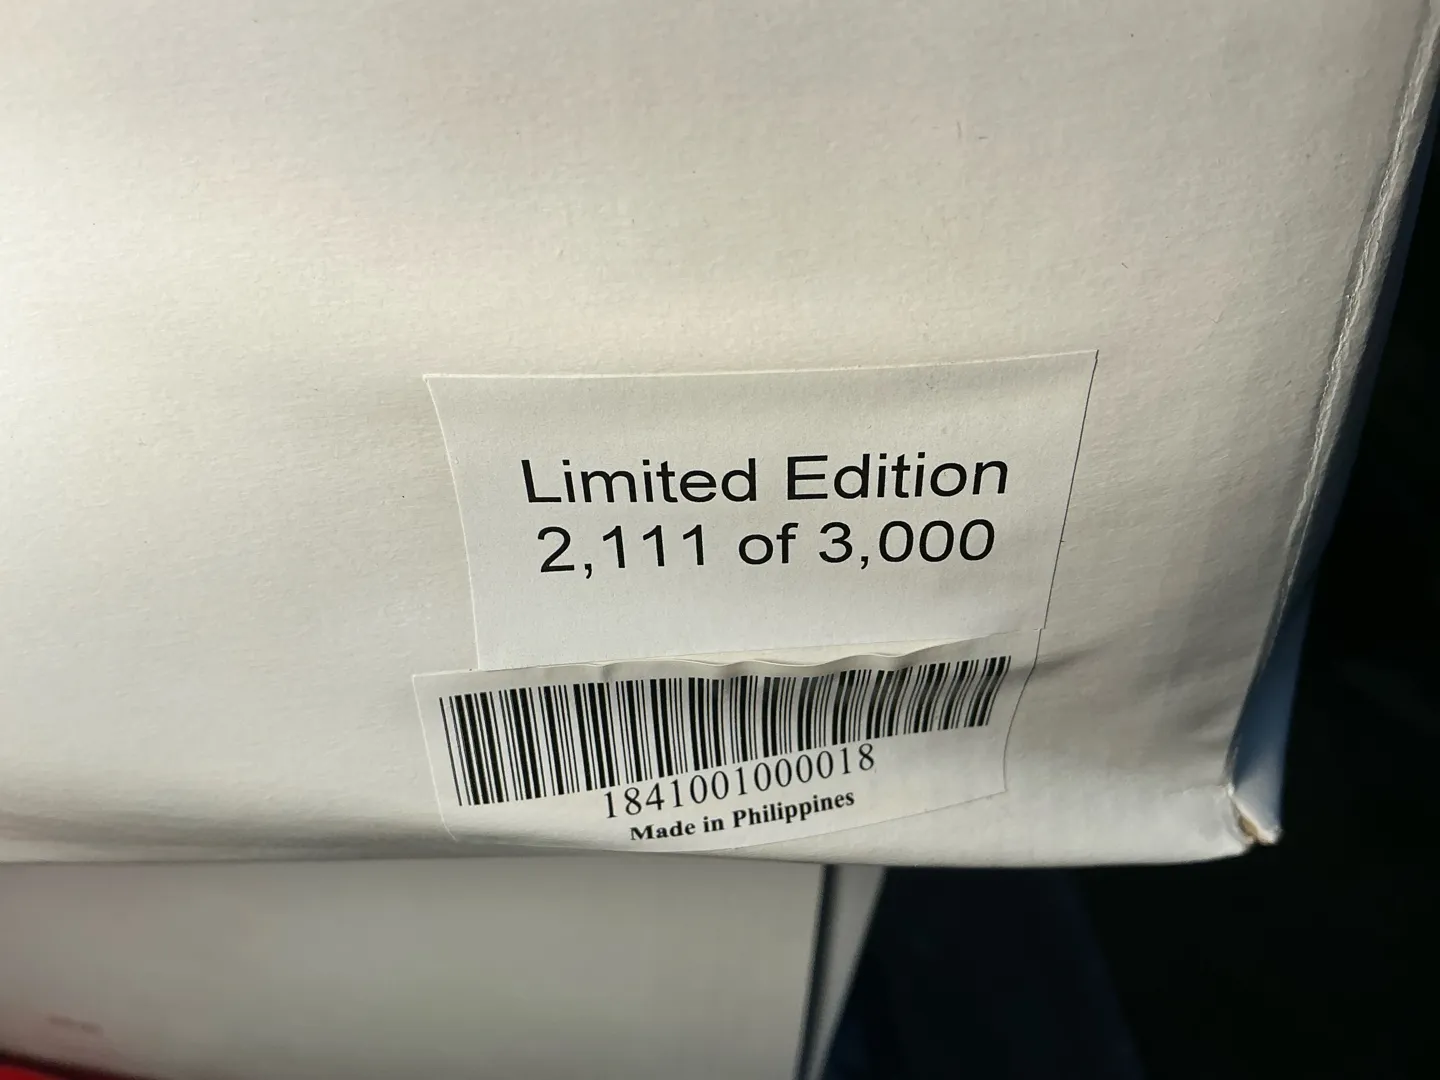 Limited Edition
2,111 of 3,000
1841001000018
Made in Philippines